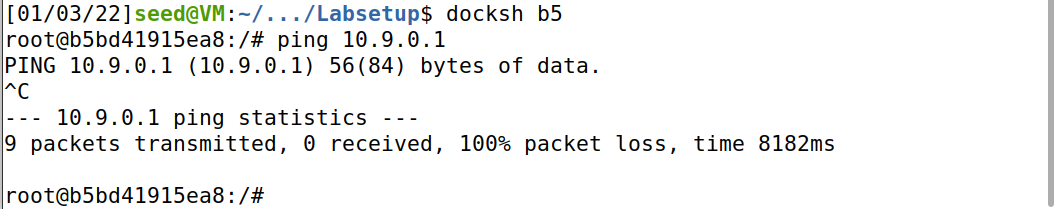 [01/03/22]seed@VM:~/.../Labsetup$ docksh b5
root@b5bd41915ea8:/# ping 10.9.0.1
PING 10.9.0.1 (10.9.0.1) 56(84) bytes of data.
^C
--- 10.9.0.1 ping statistics ---
9 packets transmitted, 0 received, 100% packet loss, time 8182ms
root@b5bd41915ea8:/#